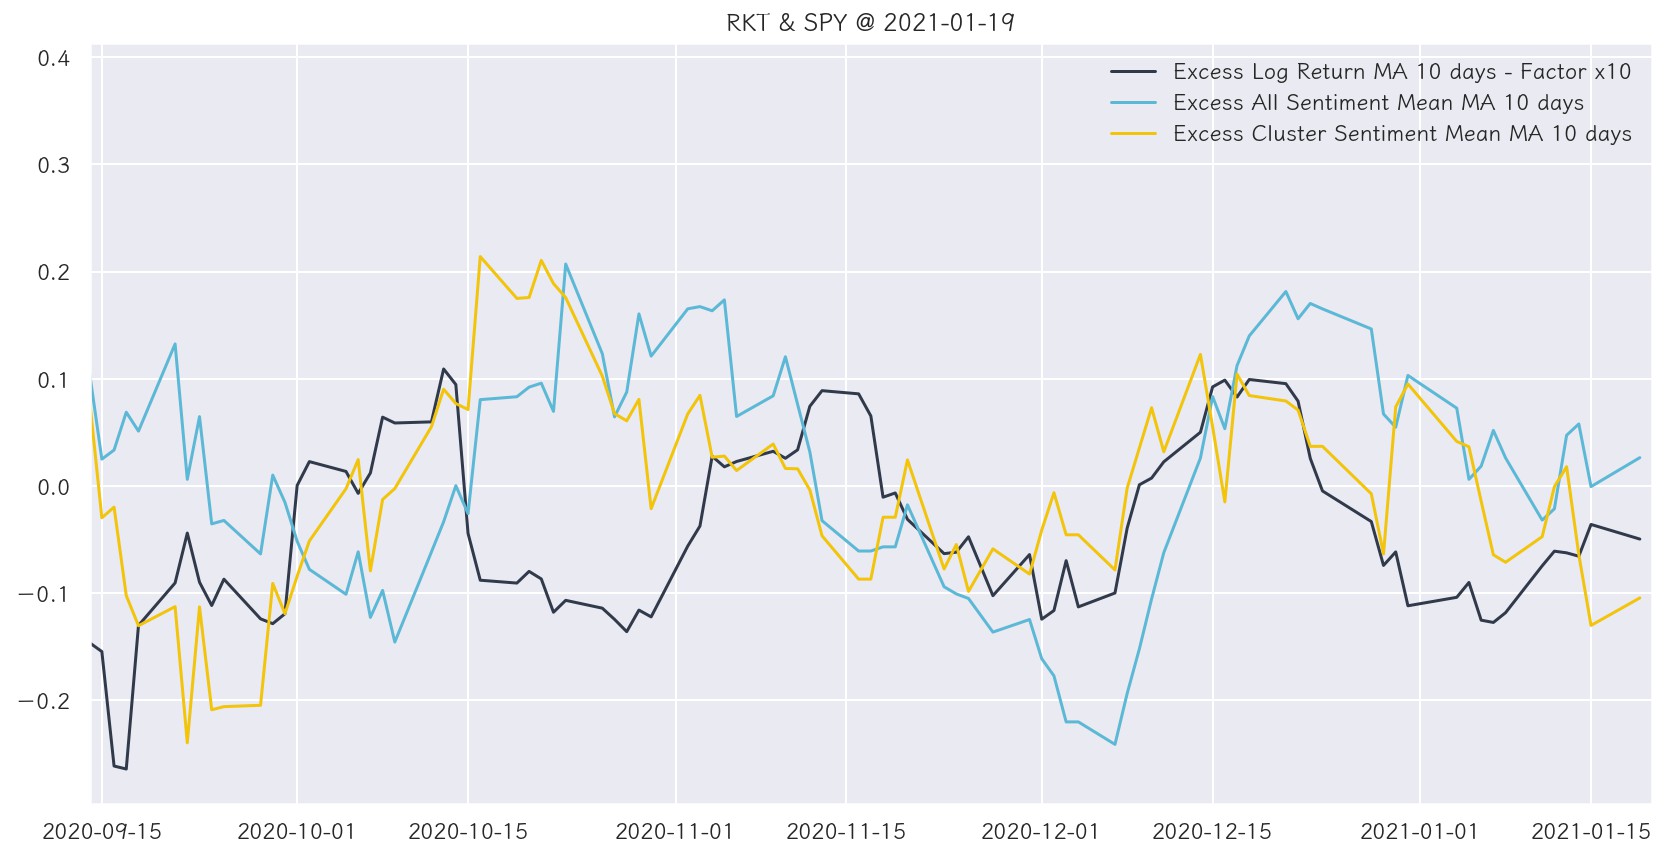 RKT & SPY @ 2021-01-19
0.4
0.3
0.2
0.1
0.0
−0.1
−0.2
Excess Log Return MA 10 days - Factor x10
Excess All Sentiment Mean MA 10 days
Excess Cluster Sentiment Mean MA 10 days
2020-09-15 2020-10-01 2020-10-15 2020-11-01 2020-11-15 2020-12-01 2020-12-15 2021-01-01 2021-01-15